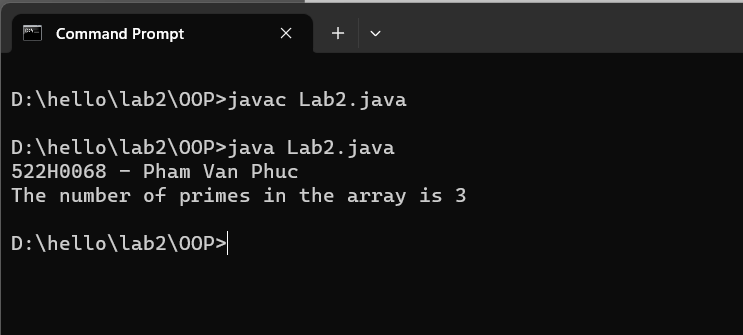 Command Prompt
D:\hello\lab2\OOP>javac Lab2.java
D:\hello\lab2\OOP>java Lab2.java
522H0068 - Pham Van Phuc
The number of primes in the array is 3
D:\hello\lab2\OOP>